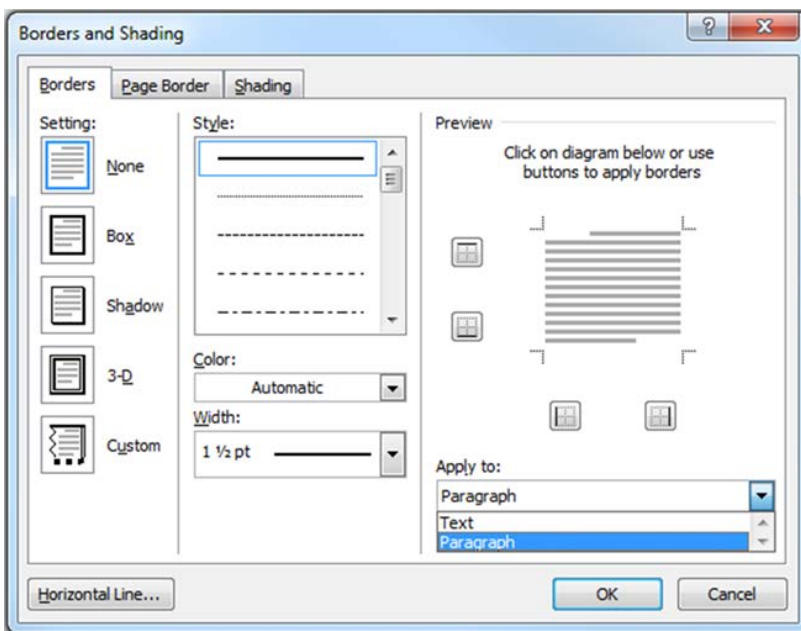 Borders and Shading
Borders
Page Border
Shading
Setting:
None
Box
Shadow
3-D
Custom
Style:
Color:
Automatic
Width:
1 ½ pt
Preview
Click on diagram below or use
buttons to apply borders
Apply to:
Paragraph
Text
Paragraph
Horizontal Line...
OK
Cancel